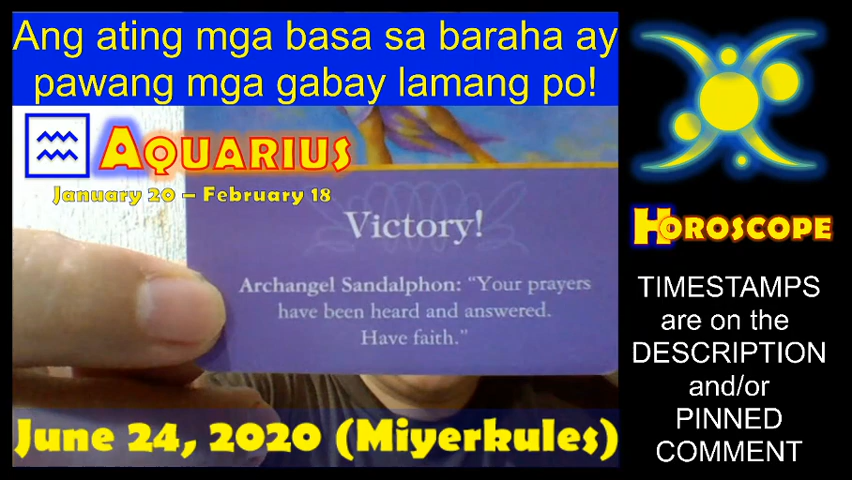 Ang ating mga basa sa baraha ay
pawang mga gabay lamang po!
AQUARIUS
January 20 – February 18
Victory!
Archangel Sandalphon: “Your prayers
have been heard and answered.
Have faith.”
June 24, 2020 (Miyerkules)
HOROSCOPE
TIMESTAMPS
are on the
DESCRIPTION
and/or
PINNED
COMMENT